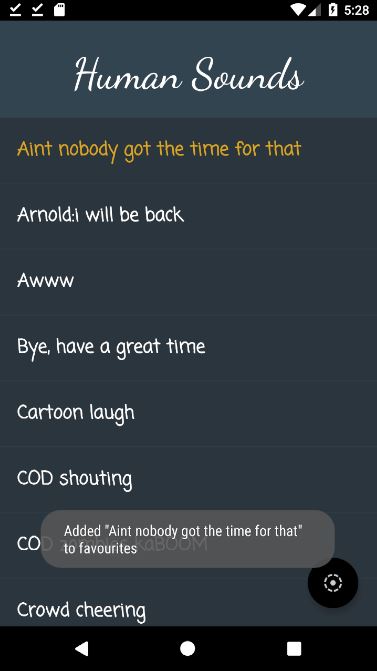 5:28
Human Sounds
Aint nobody got the time for that
Arnold:i will be back
Awww
Bye, have a great time
Cartoon laugh
COD shouting
Added "Aint nobody got the time for that"
to favourites
COD zombies kaBOOM
Crowd cheering